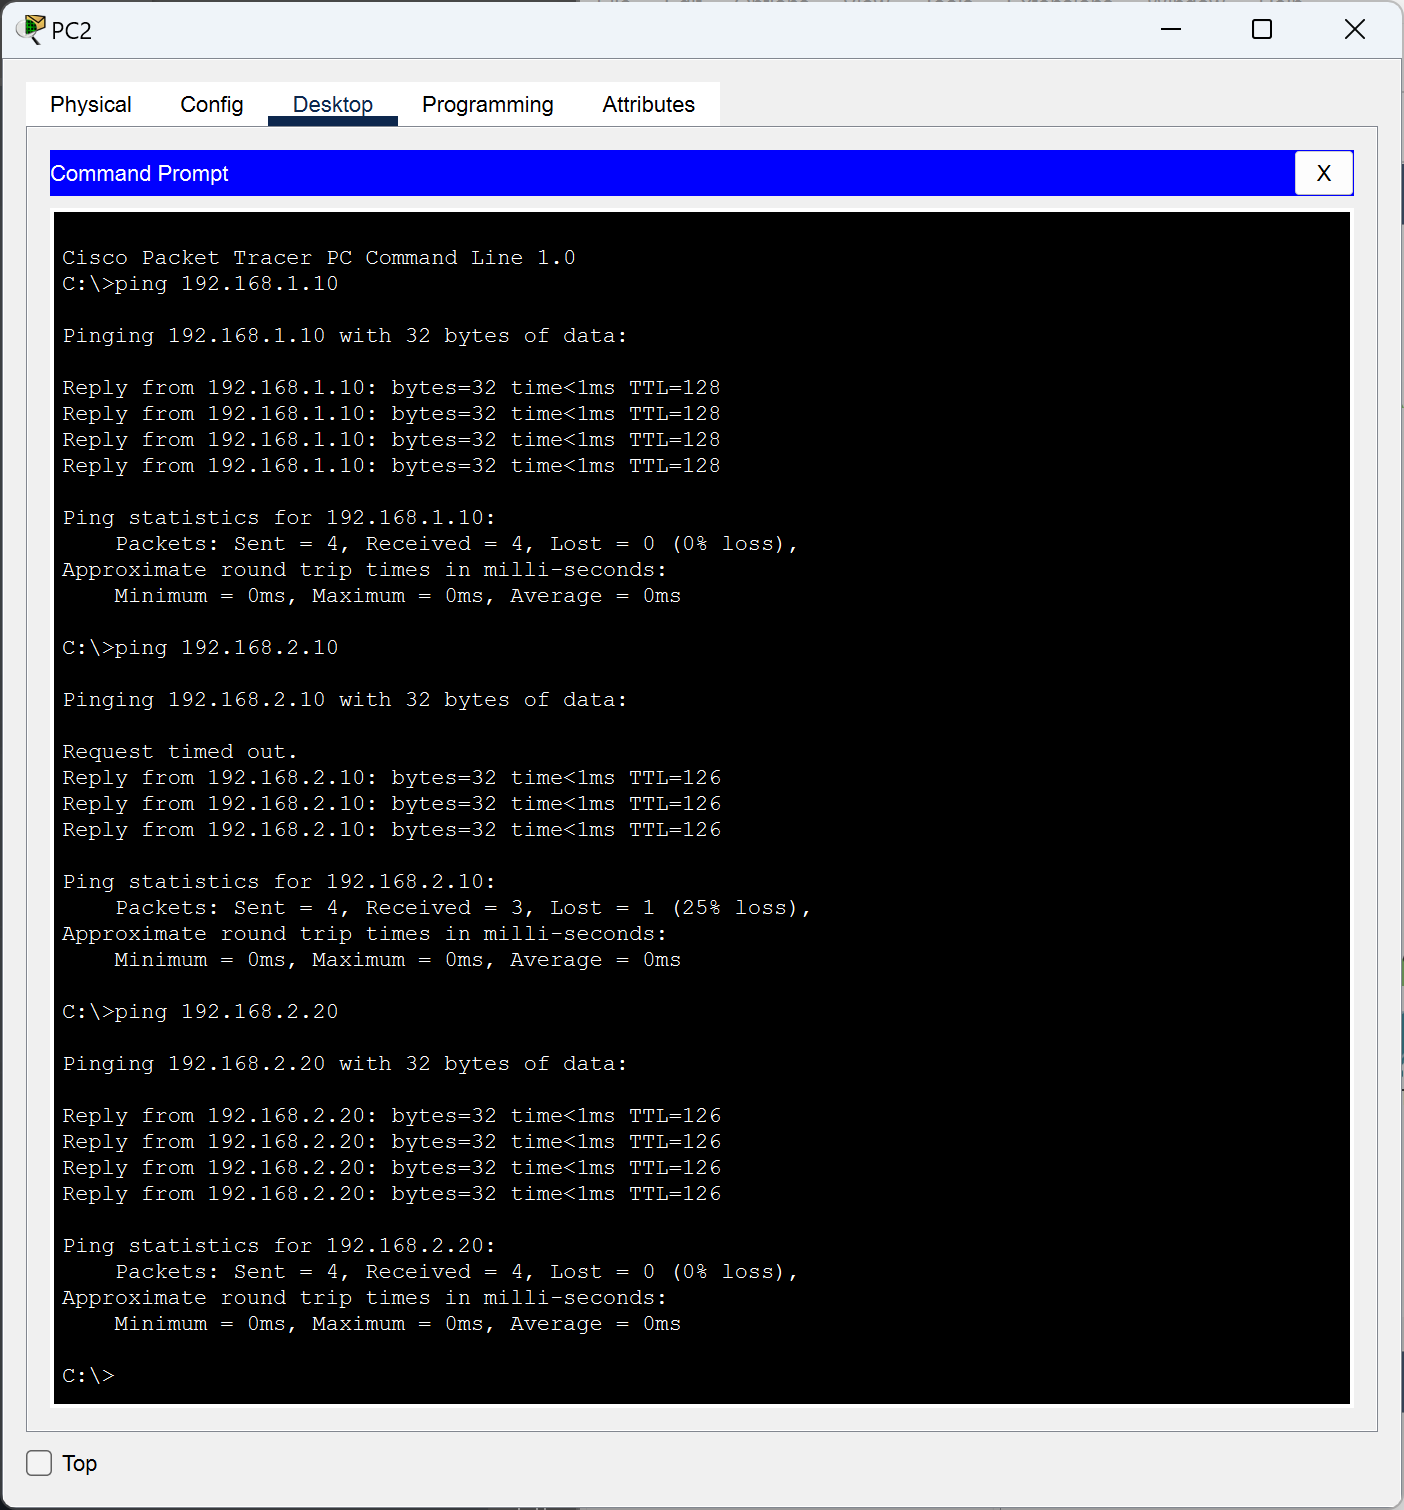 PC2
Physical Config Desktop Programming Attributes
Command Prompt X
Cisco Packet Tracer PC Command Line 1.0
C:\>ping 192.168.1.10
Pinging 192.168.1.10 with 32 bytes of data:
Reply from 192.168.1.10: bytes=32 time<1ms TTL=128
Reply from 192.168.1.10: bytes=32 time<1ms TTL=128
Reply from 192.168.1.10: bytes=32 time<1ms TTL=128
Reply from 192.168.1.10: bytes=32 time<1ms TTL=128
Ping statistics for 192.168.1.10:
Packets: Sent = 4, Received = 4, Lost = 0 (0% loss),
Approximate round trip times in milli-seconds:
Minimum = 0ms, Maximum = 0ms, Average = 0ms
C:\>ping 192.168.2.10
Pinging 192.168.2.10 with 32 bytes of data:
Request timed out.
Reply from 192.168.2.10: bytes=32 time<1ms TTL=126
Reply from 192.168.2.10: bytes=32 time<1ms TTL=126
Reply from 192.168.2.10: bytes=32 time<1ms TTL=126
Ping statistics for 192.168.2.10:
Packets: Sent = 4, Received = 3, Lost = 1 (25% loss),
Approximate round trip times in milli-seconds:
Minimum = 0ms, Maximum = 0ms, Average = 0ms
C:\>ping 192.168.2.20
Pinging 192.168.2.20 with 32 bytes of data:
Reply from 192.168.2.20: bytes=32 time<1ms TTL=126
Reply from 192.168.2.20: bytes=32 time<1ms TTL=126
Reply from 192.168.2.20: bytes=32 time<1ms TTL=126
Reply from 192.168.2.20: bytes=32 time<1ms TTL=126
Ping statistics for 192.168.2.20:
Packets: Sent = 4, Received = 4, Lost = 0 (0% loss),
Approximate round trip times in milli-seconds:
Minimum = 0ms, Maximum = 0ms, Average = 0ms
C:\>
Top